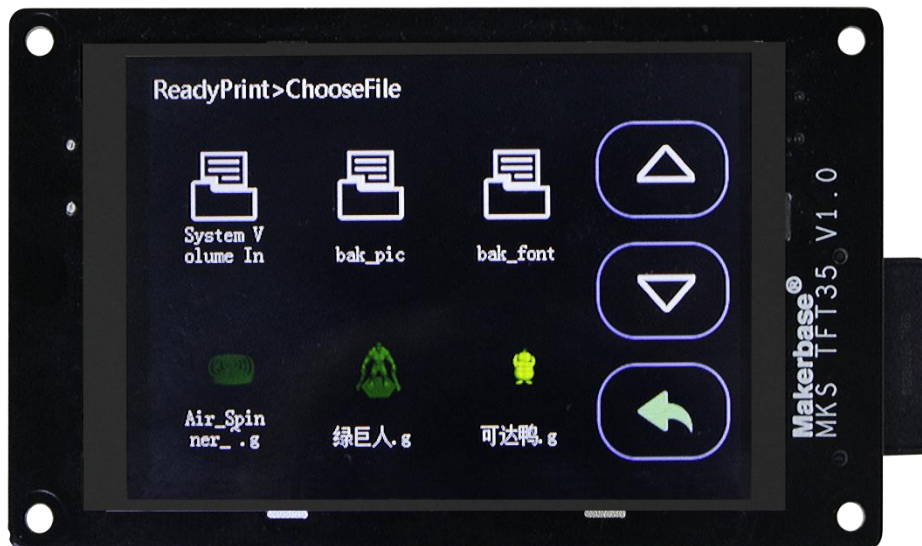 ReadyPrint>ChooseFile
System V
olume In
bak_pic
bak_font
Air_Spin
ner_~.g
绿巨人.g
可达鸭.g
Makerbase®
MKS TFT35 V1.0